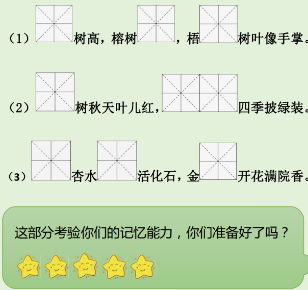 （1）树高，榕树，梧树叶像手掌。
（2）树秋天叶儿红，四季披绿装。
（3）杏水活化石，金开花满院香。
这部分考验你们的记忆能力，你们准备好了吗？